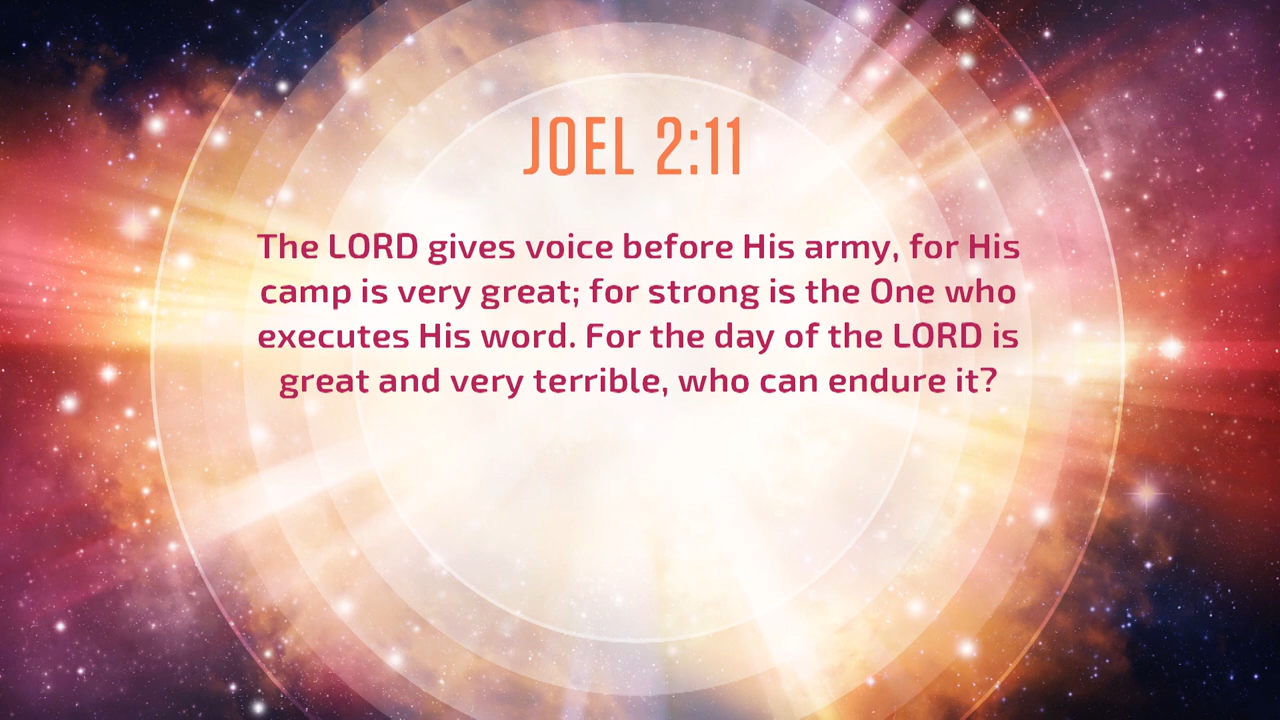 JOEL 2:11
The LORD gives voice before His army, for His
camp is very great; for strong is the One who
executes His word. For the day of the LORD is
great and very terrible, who can endure it?